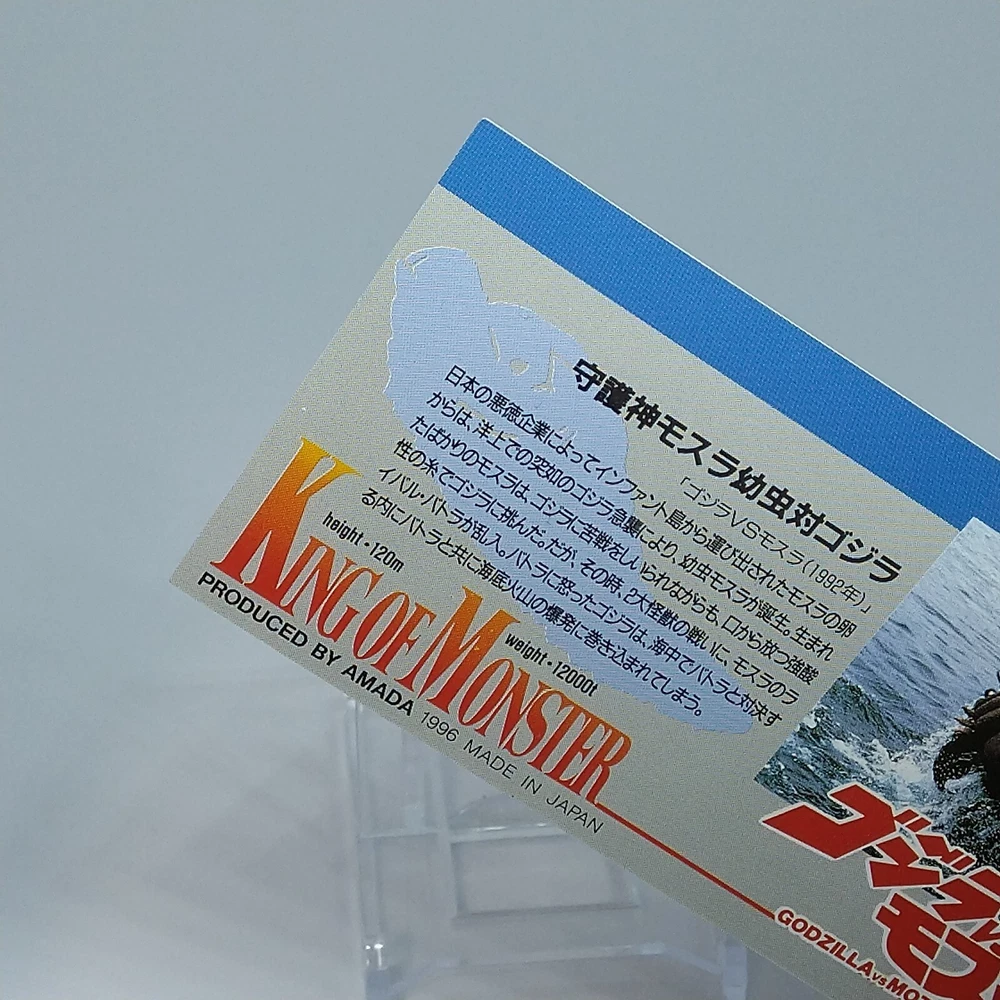 守護神モスラ幼虫対ゴジラ
「ゴジラVSモスラ(1992年)」
日本の悪徳企業によってインファント島から運び出されたモスラの卵
からは、洋上での突如のゴジラ急襲により、幼虫モスラが誕生。生まれ
たばかりのモスラは、ゴジラに苦戦をしいられながらも、口から放つ強酸
性の糸でゴジラに挑んだ。だが、その時、2大怪獣の戦いに、モスラのラ
イバル・バトラが乱入。バトラに怒ったゴジラは、海中でバトラと対決す
る内にバトラと共に海底火山の爆発に巻き込まれてしまう。
height・120m
weight・12000t
KING OF MONSTER
PRODUCED BY AMADA 1996 MADE IN JAPAN
ゴジラvs
モス
GODZILLA vs MOT